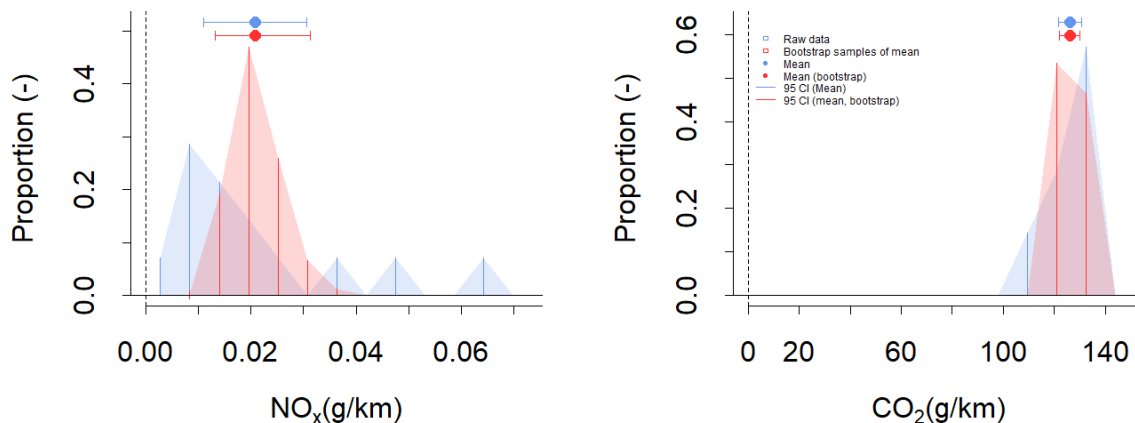 Proportion (-)
0.0
0.2
0.4
0.00 0.02 0.04 0.06
NOx(g/km)
Proportion (-)
0.0
0.2
0.4
0.6
Raw data
Bootstrap samples of mean
Mean
Mean (bootstrap)
95 CI (Mean)
95 CI (mean, bootstrap)
0 20 60 100 140
CO2(g/km)